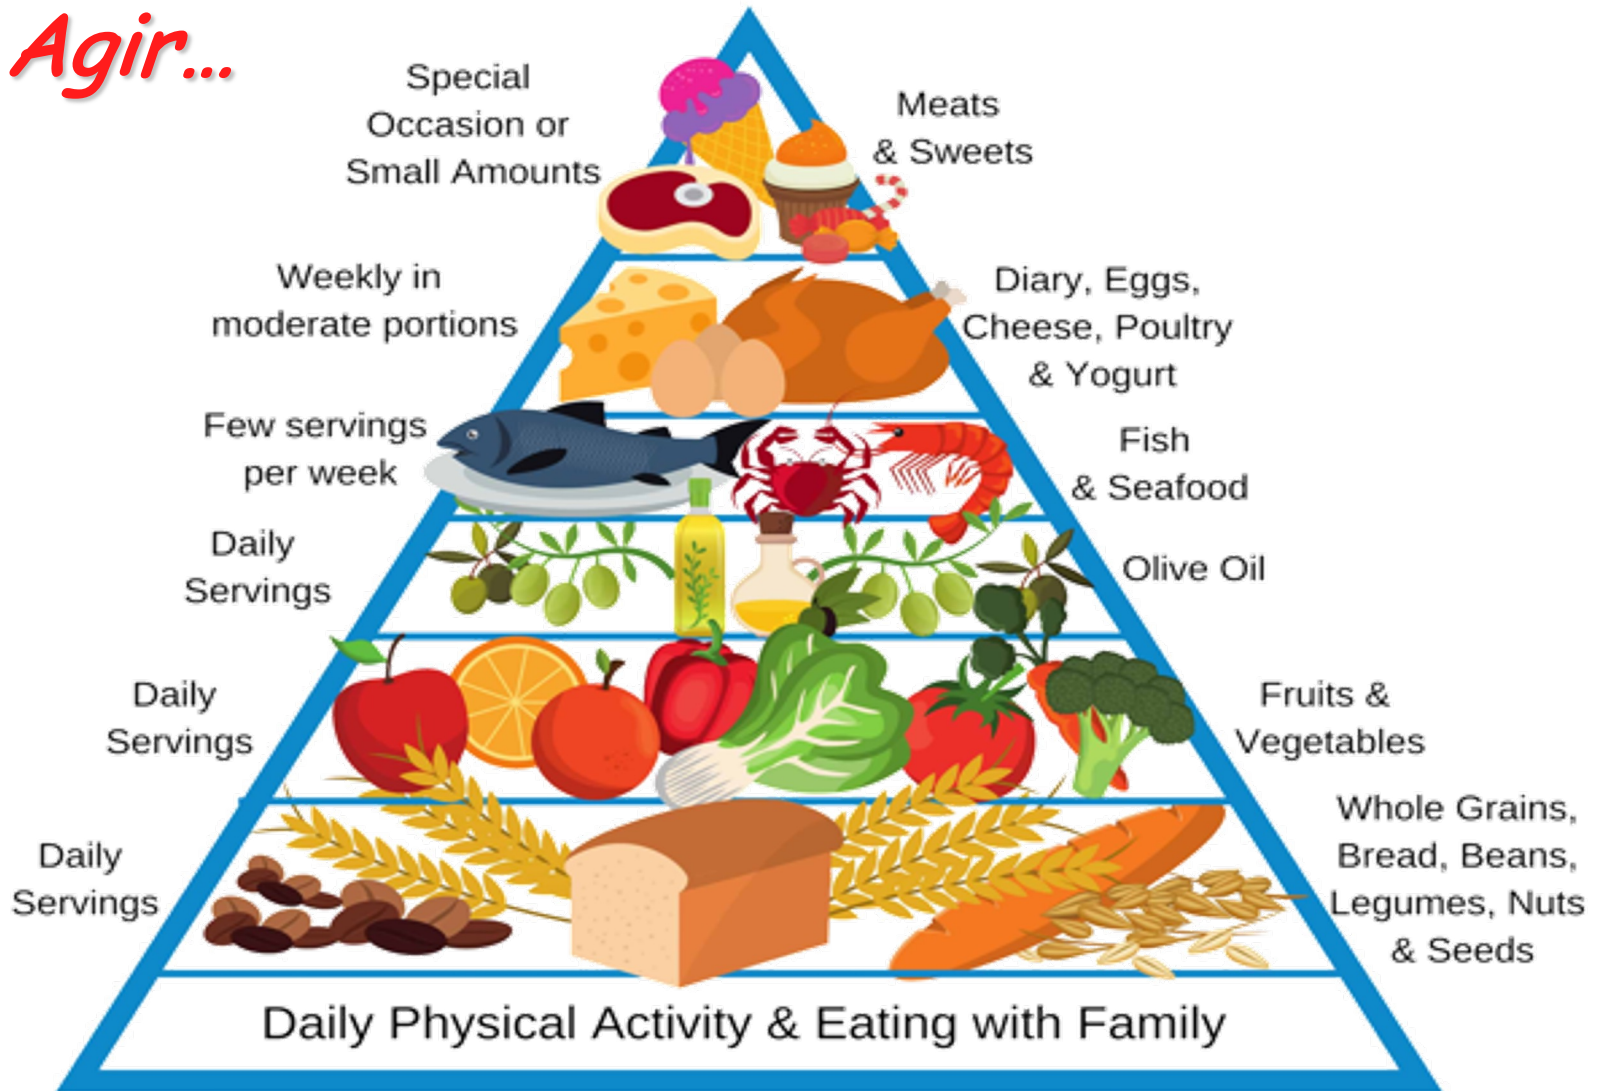 Agir...
Special
Occasion or
Small Amounts
Meats
& Sweets
Weekly in
moderate portions
Diary, Eggs,
Cheese, Poultry
& Yogurt
Few servings
per week
Fish
& Seafood
Daily
Servings
Olive Oil
Daily
Servings
Fruits &
Vegetables
Daily
Servings
Whole Grains,
Bread, Beans,
Legumes, Nuts
& Seeds
Daily Physical Activity & Eating with Family